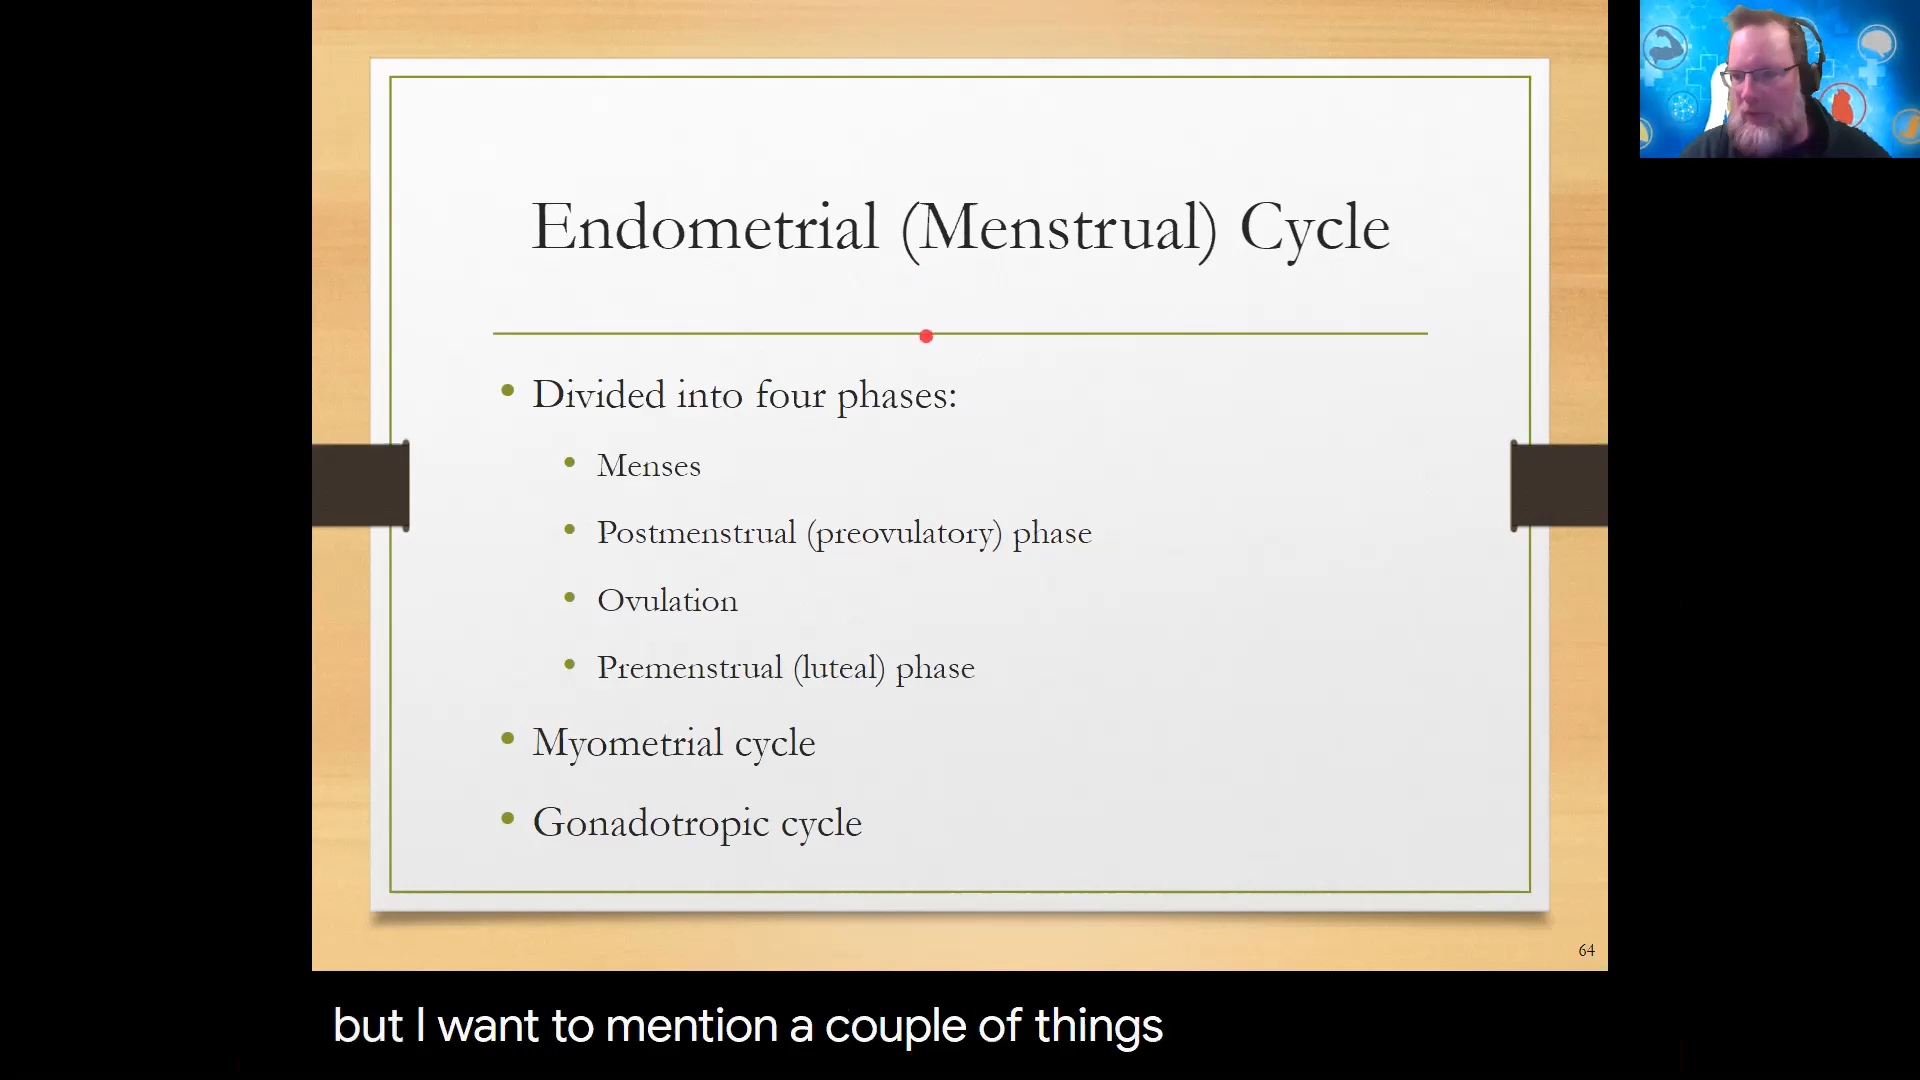 Endometrial (Menstrual) Cycle
• Divided into four phases:
• Menses
• Postmenstrual (preovulatory) phase
• Ovulation
• Premenstrual (luteal) phase
• Myometrial cycle
• Gonadotropic cycle
64
but I want to mention a couple of things